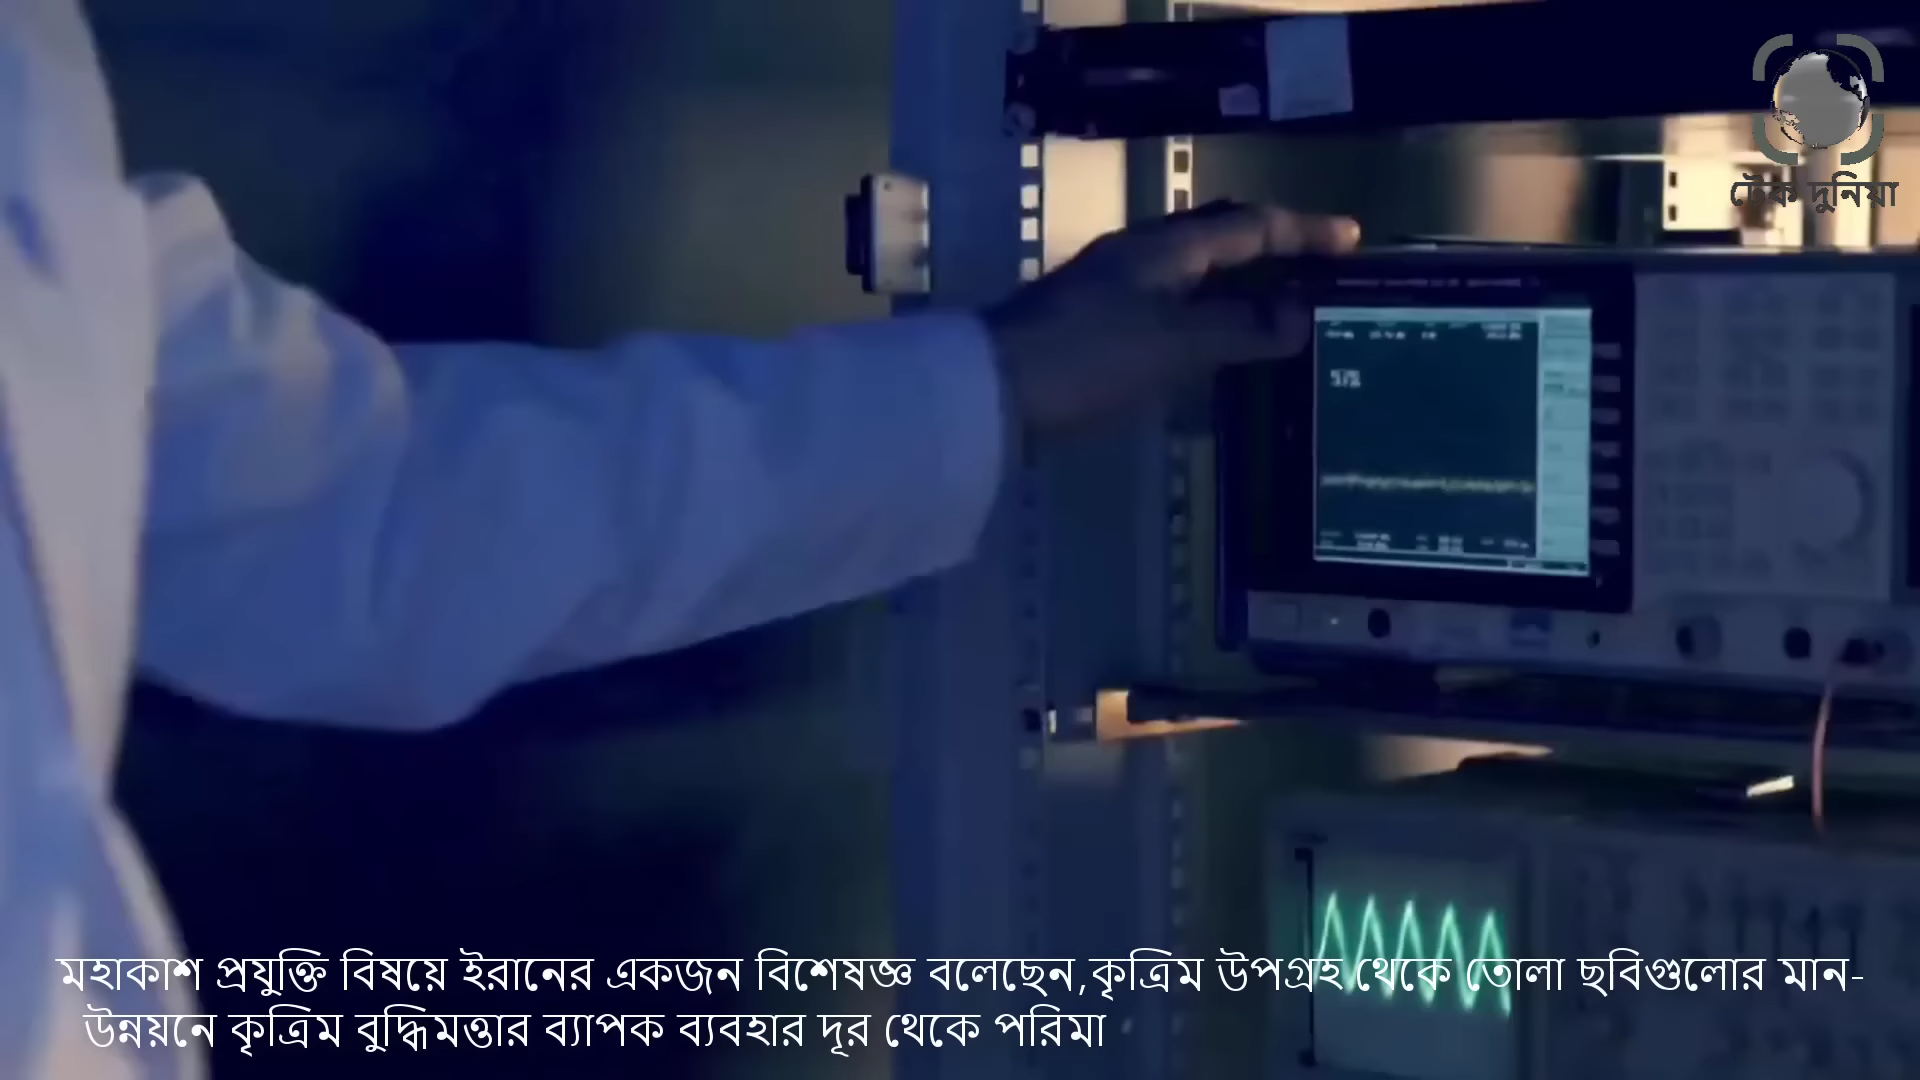 টেক দুনিয়া
মহাকাশ প্রযুক্তি বিষয়ে ইরানের একজন বিশেষজ্ঞ বলেছেন,কৃত্রিম উপগ্রহ থেকে তোলা ছবিগুলোর মান-
উন্নয়নে কৃত্রিম বুদ্ধিমত্তার ব্যাপক ব্যবহার দূর থেকে পরিমা